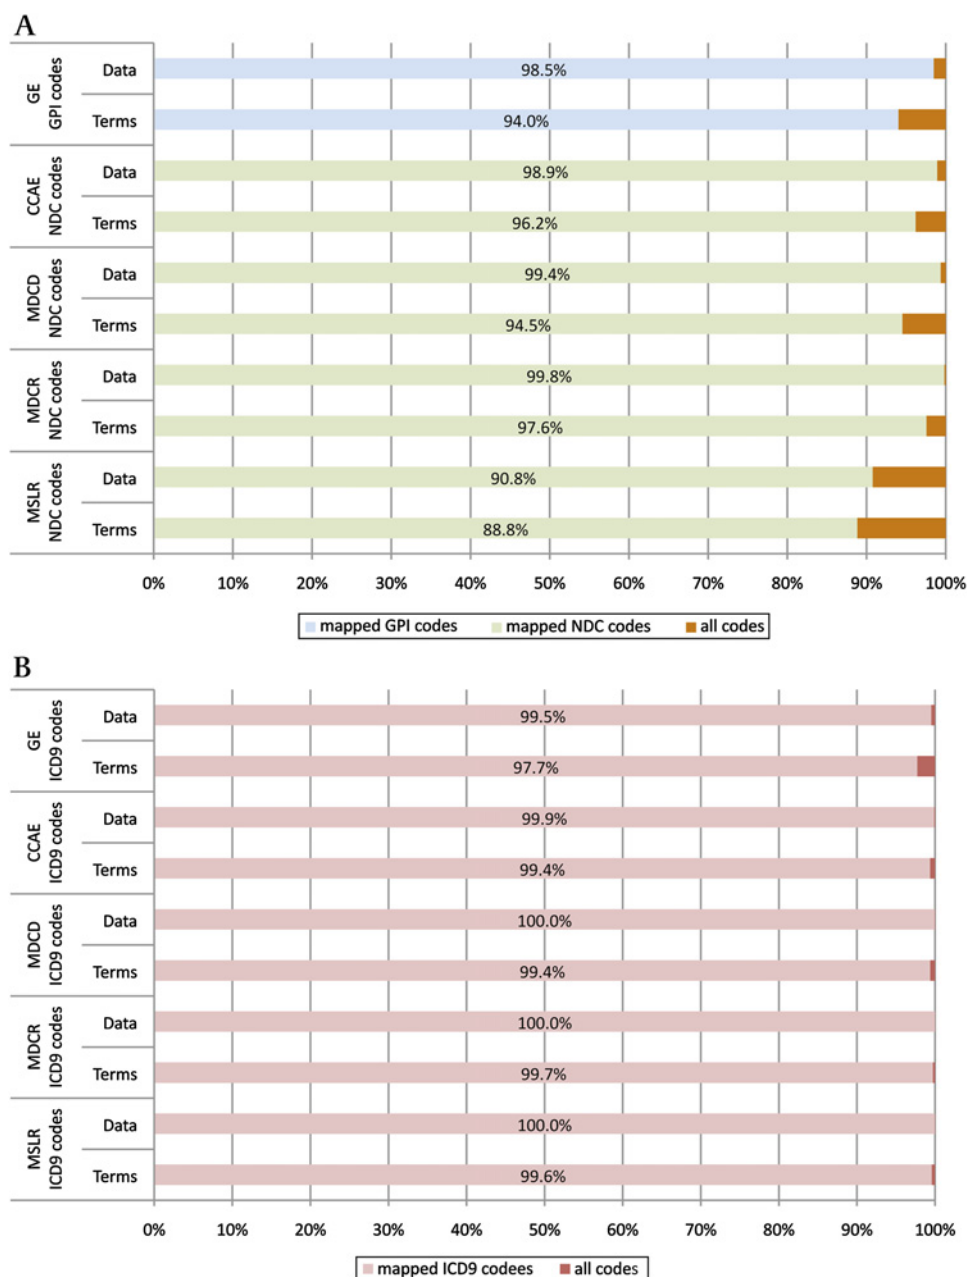 A
GE
GPI codes
Data
98.5%
Terms
94.0%
CCAE
NDC codes
Data
98.9%
Terms
96.2%
MDCD
NDC codes
Data
99.4%
Terms
94.5%
MDCR
NDC codes
Data
99.8%
Terms
97.6%
MSLR
NDC codes
Data
90.8%
Terms
88.8%
0% 10% 20% 30% 40% 50% 60% 70% 80% 90% 100%
mapped GPI codes mapped NDC codes all codes
B
GE
ICD9 codes
Data
99.5%
Terms
97.7%
CCAE
ICD9 codes
Data
99.9%
Terms
99.4%
MDCD
ICD9 codes
Data
100.0%
Terms
99.4%
MDCR
ICD9 codes
Data
100.0%
Terms
99.7%
MSLR
ICD9 codes
Data
100.0%
Terms
99.6%
0% 10% 20% 30% 40% 50% 60% 70% 80% 90% 100%
mapped ICD9 codees all codes